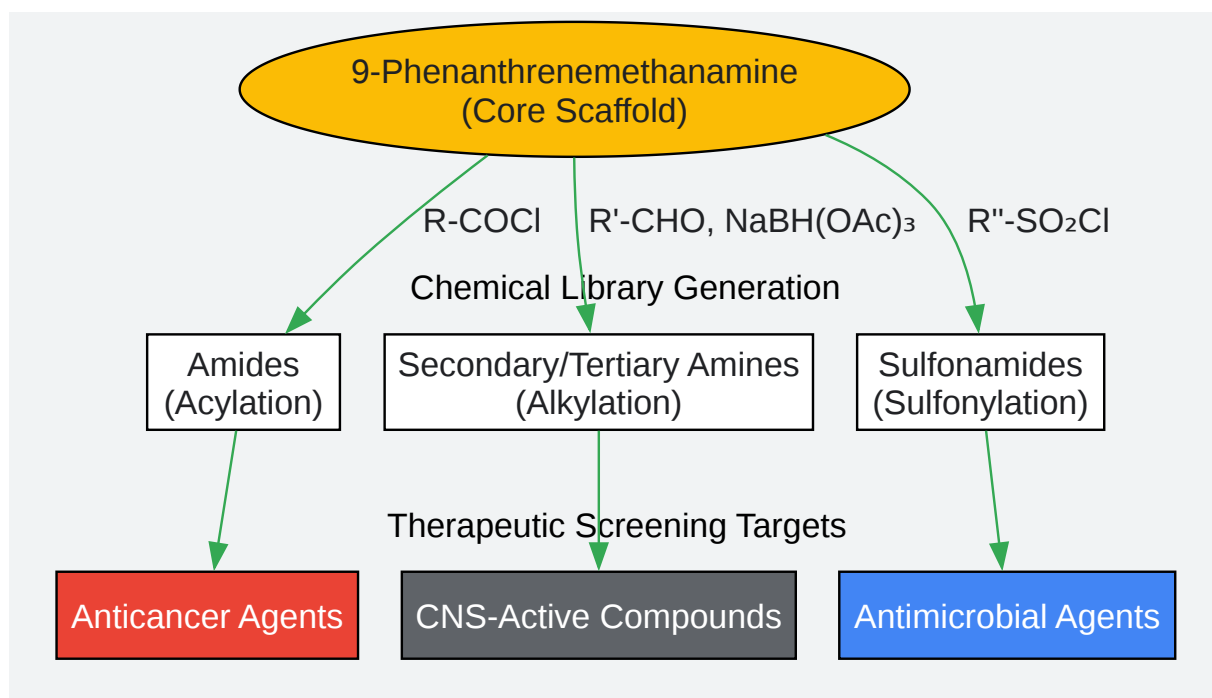 9-Phenanthrenemethanamine
(Core Scaffold)
R-COCl
R'-CHO, NaBH(OAc)₃
R"-SO₂Cl
Chemical Library Generation
Amides
(Acylation)
Secondary/Tertiary Amines
(Alkylation)
Sulfonamides
(Sulfonylation)
Therapeutic Screening Targets
Anticancer Agents
CNS-Active Compounds
Antimicrobial Agents